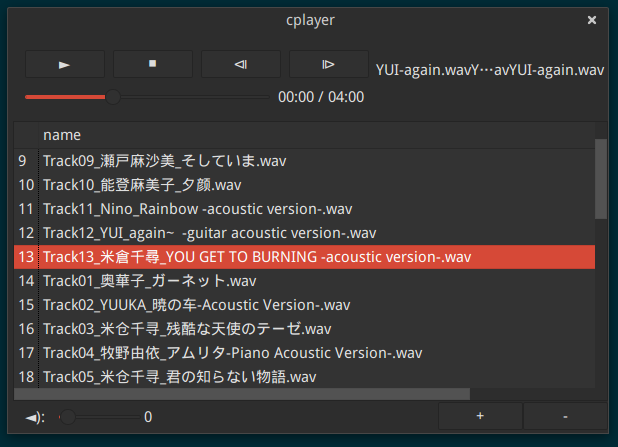 cplayer ×
YUI-again.wavY⋯avYUI-again.wav
00:00 / 04:00
name
9 Track09_瀬戸麻沙美_そしていま.wav
10 Track10_能登麻美子_夕顔.wav
11 Track11_Nino_Rainbow -acoustic version-.wav
12 Track12_YUI_again~ -guitar acoustic version-.wav
13 Track13_米倉千尋_YOU GET TO BURNING -acoustic version-.wav
14 Track01_奥華子_ガーネット.wav
15 Track02_YUUKA_暁の车-Acoustic Version-.wav
16 Track03_米仓千寻_残酷な天使のテーゼ.wav
17 Track04_牧野由依_アムリタ-Piano Acoustic Version-.wav
18 Track05_米仓千寻_君の知らない物語.wav
0 + -